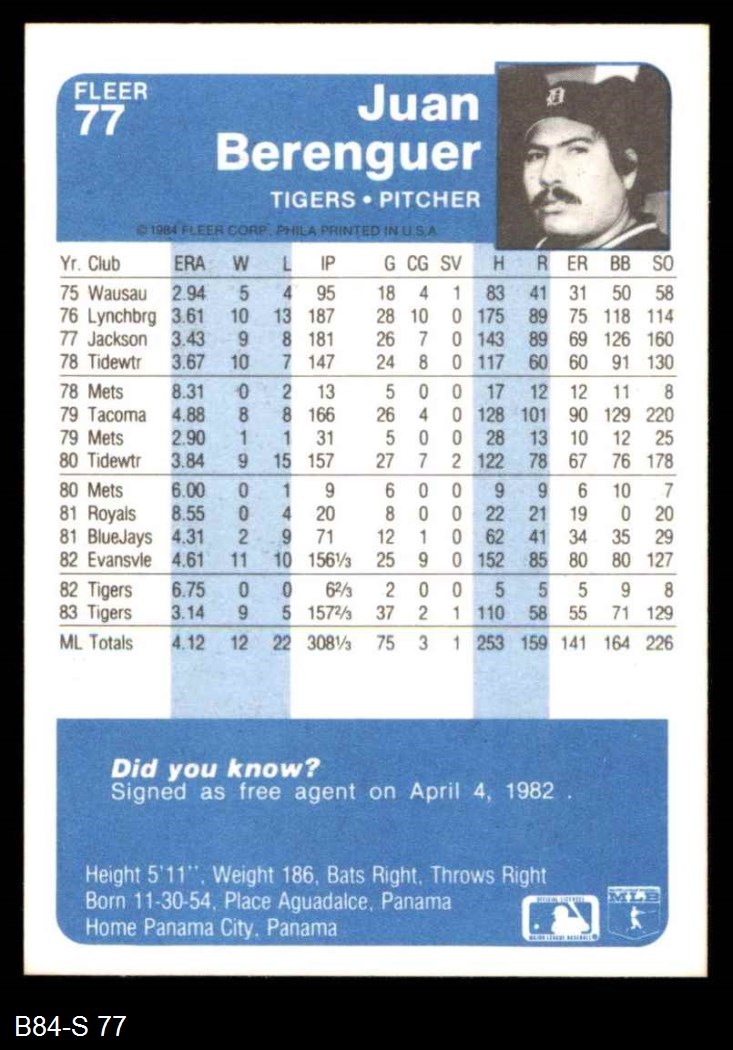 FLEER
77
Juan
Berenguer
TIGERS • PITCHER
© 1984 FLEER CORP. PHILA PRINTED IN U.S.A.
Yr. Club ERA W L IP G CG SV H R ER BB SO
75 Wausau 2.94 5 4 95 18 4 1 83 41 31 50 58
76 Lynchbrg 3.61 10 13 187 28 10 0 175 89 75 118 114
77 Jackson 3.43 9 8 181 26 7 0 143 89 69 126 160
78 Tidewtr 3.67 10 7 147 24 8 0 117 60 60 91 130
78 Mets 8.31 0 2 13 5 0 0 17 12 12 11 8
79 Tacoma 4.88 8 8 166 26 4 0 128 101 90 129 220
79 Mets 2.90 1 1 31 5 0 0 28 13 10 12 25
80 Tidewtr 3.84 9 15 157 27 7 2 122 78 67 76 178
80 Mets 6.00 0 1 9 6 0 0 9 9 6 10 7
81 Royals 8.55 0 4 20 8 0 0 22 21 19 0 20
81 BlueJays 4.31 2 9 71 12 1 0 62 41 34 35 29
82 Evansvle 4.61 11 10 156⅓ 25 9 0 152 85 80 80 127
82 Tigers 6.75 0 0 6⅔ 2 0 0 5 5 5 9 8
83 Tigers 3.14 9 5 157⅔ 37 2 1 110 58 55 71 129
ML Totals 4.12 12 22 308⅓ 75 3 1 253 159 141 164 226
Did you know?
Signed as free agent on April 4, 1982 .
Height 5'11", Weight 186, Bats Right, Throws Right
Born 11-30-54, Place Aguadalce, Panama
Home Panama City, Panama
OFFICIAL LICENSEE
MAJOR LEAGUE BASEBALL
MLB
B84-S 77